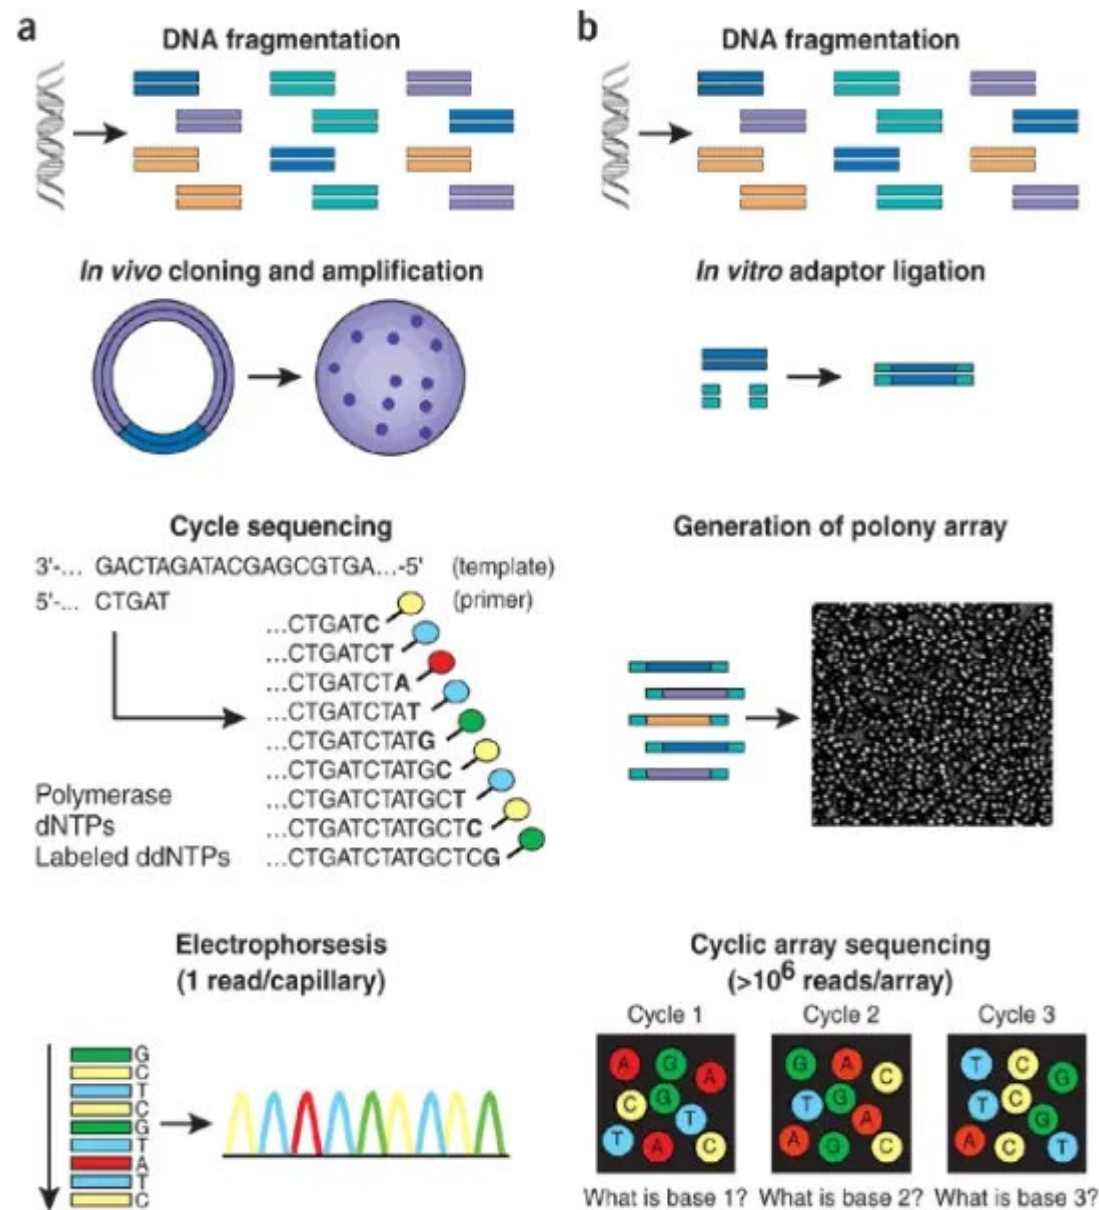 a
DNA fragmentation
In vivo cloning and amplification
Cycle sequencing
3'-... GACTAGATACGAGCGTGA...-5' (template)
5'-... CTGAT (primer)
...CTGATC
...CTGATCT
...CTGATCTA
...CTGATCTAT
...CTGATCTATG
...CTGATCTATGC
...CTGATCTATGCT
...CTGATCTATGCTC
...CTGATCTATGCTCG
Polymerase
dNTPs
Labeled ddNTPs
Electrophorsesis
(1 read/capillary)
G
C
T
C
G
T
A
T
C
b
DNA fragmentation
In vitro adaptor ligation
Generation of polony array
Cyclic array sequencing
(>10⁶ reads/array)
Cycle 1
A G A
C G T
T A C
What is base 1?
Cycle 2
G A C
T G A
A G C
What is base 2?
Cycle 3
T C G
T C G
A C T
What is base 3?